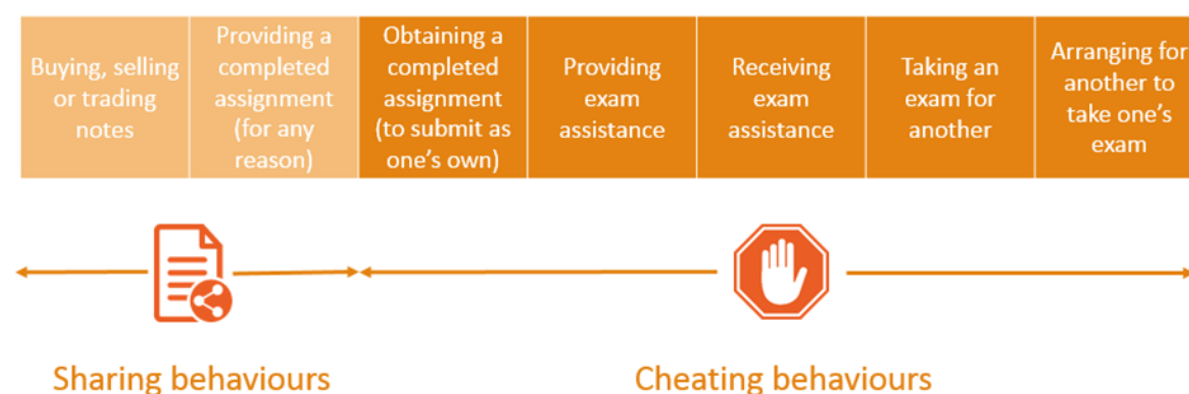 Buying, selling
or trading
notes
Providing a
completed
assignment
(for any
reason)
Obtaining a
completed
assignment
(to submit as
one's own)
Providing
exam
assistance
Receiving
exam
assistance
Taking an
exam for
another
Arranging for
another to
take one's
exam
Sharing behaviours
Cheating behaviours